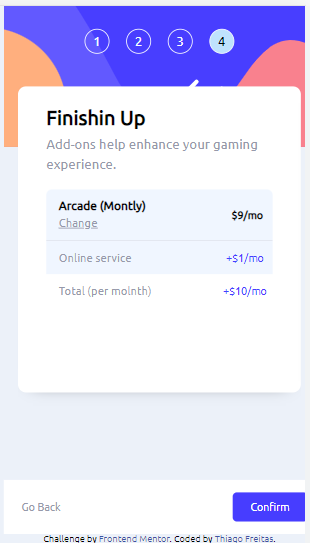 1 2 3 4
Finishin Up
Add-ons help enhance your gaming
experience.
Arcade (Montly) $9/mo
Change
Online service +$1/mo
Total (per molnth) +$10/mo
Go Back Confirm
Challenge by Frontend Mentor. Coded by Thiago Freitas.